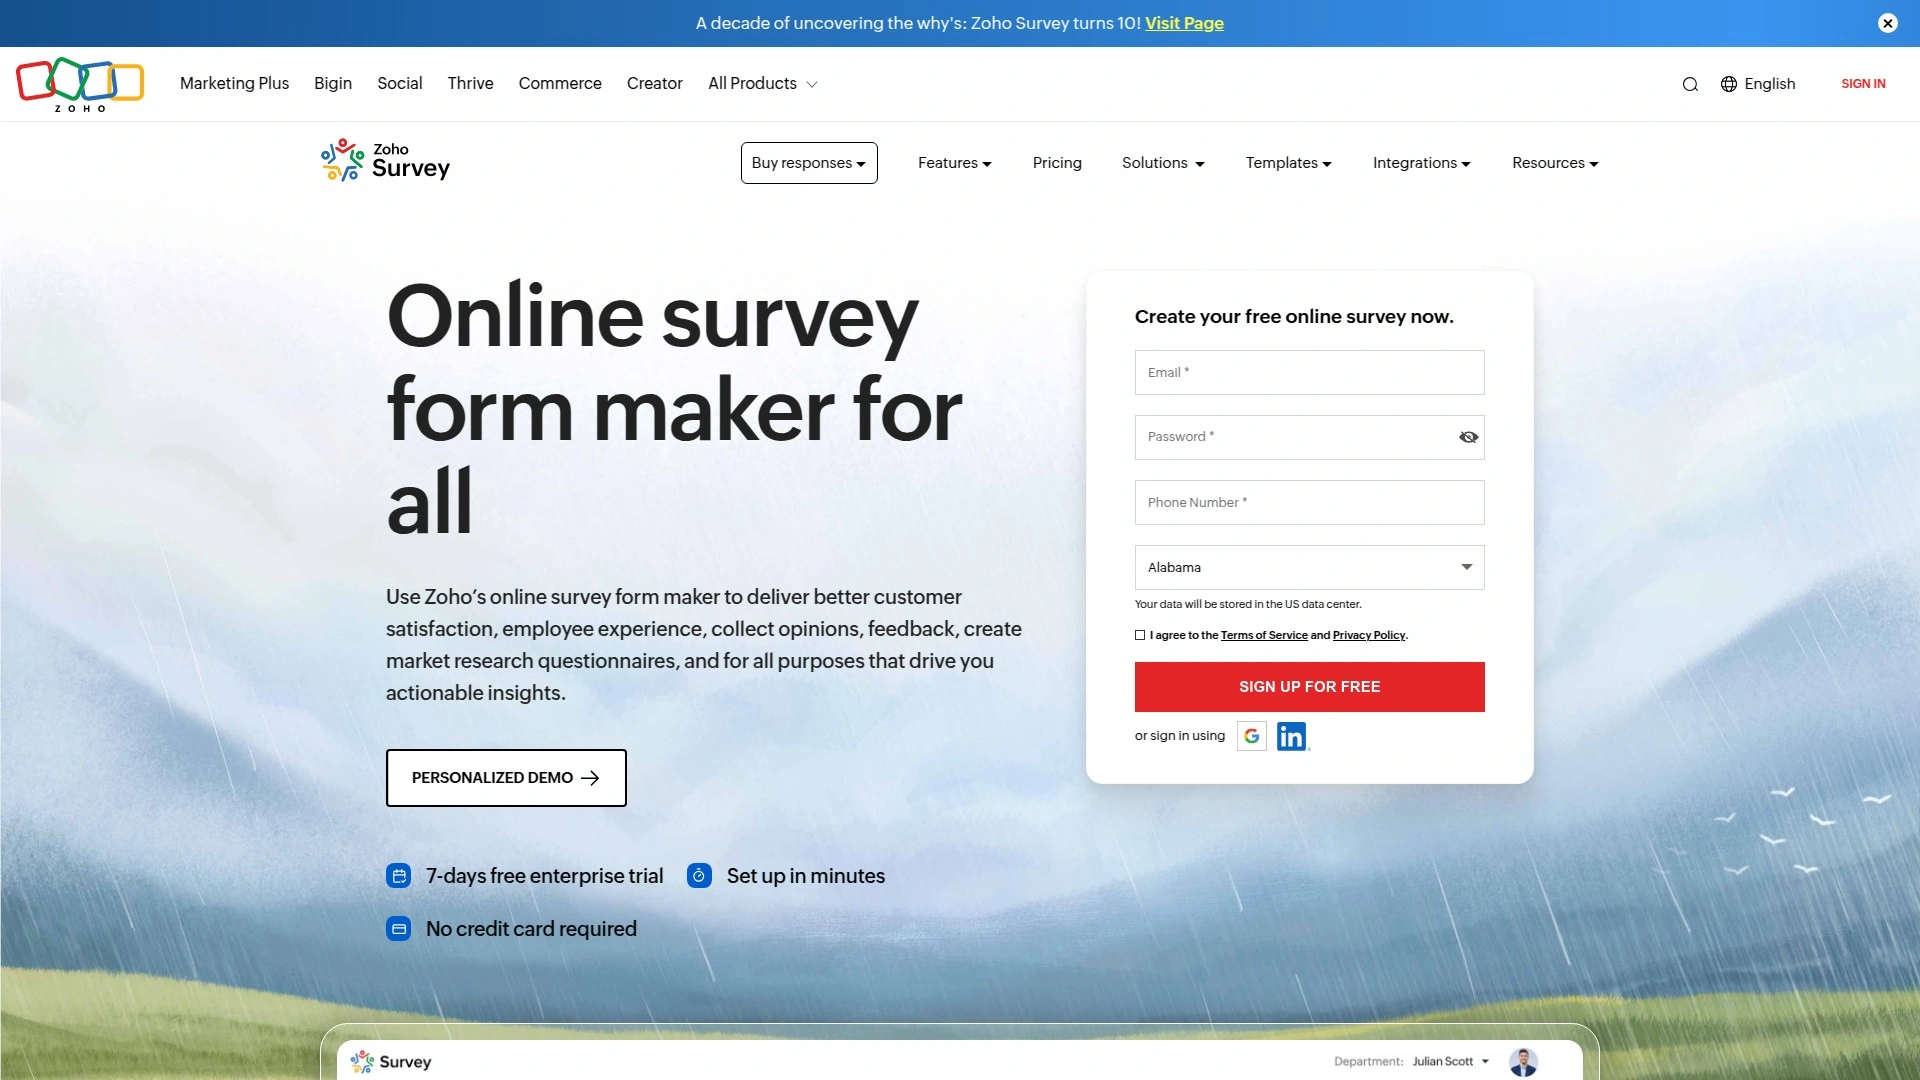 A decade of uncovering the why's: Zoho Survey turns 10! Visit Page
ZOHO
Marketing Plus Bigin Social Thrive Commerce Creator All Products English SIGN IN
Zoho
Survey
Buy responses Features Pricing Solutions Templates Integrations Resources
Online survey
form maker for
all
Use Zoho's online survey form maker to deliver better customer
satisfaction, employee experience, collect opinions, feedback, create
market research questionnaires, and for all purposes that drive you
actionable insights.
PERSONALIZED DEMO
7-days free enterprise trial Set up in minutes
No credit card required
Create your free online survey now.
Email *
Password *
Phone Number *
Alabama
Your data will be stored in the US data center.
I agree to the Terms of Service and Privacy Policy.
SIGN UP FOR FREE
or sign in using G in
Survey
Department: Julian Scott